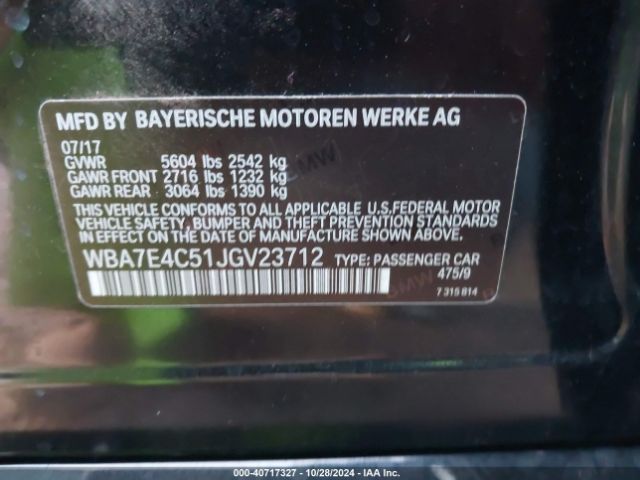 MFD BY BAYERISCHE MOTOREN WERKE AG
07/17
GVWR 5604 lbs 2542 kg
GAWR FRONT 2716 lbs 1232 kg
GAWR REAR 3064 lbs 1390 kg
THIS VEHICLE CONFORMS TO ALL APPLICABLE U.S.FEDERAL MOTOR
VEHICLE SAFETY, BUMPER AND THEFT PREVENTION STANDARDS
IN EFFECT ON THE DATE OF MANUFACTURE SHOWN ABOVE.
WBA7E4C51JGV23712 TYPE: PASSENGER CAR
475/9
7 315 814
000-40717327 - 10/28/2024 - IAA Inc.